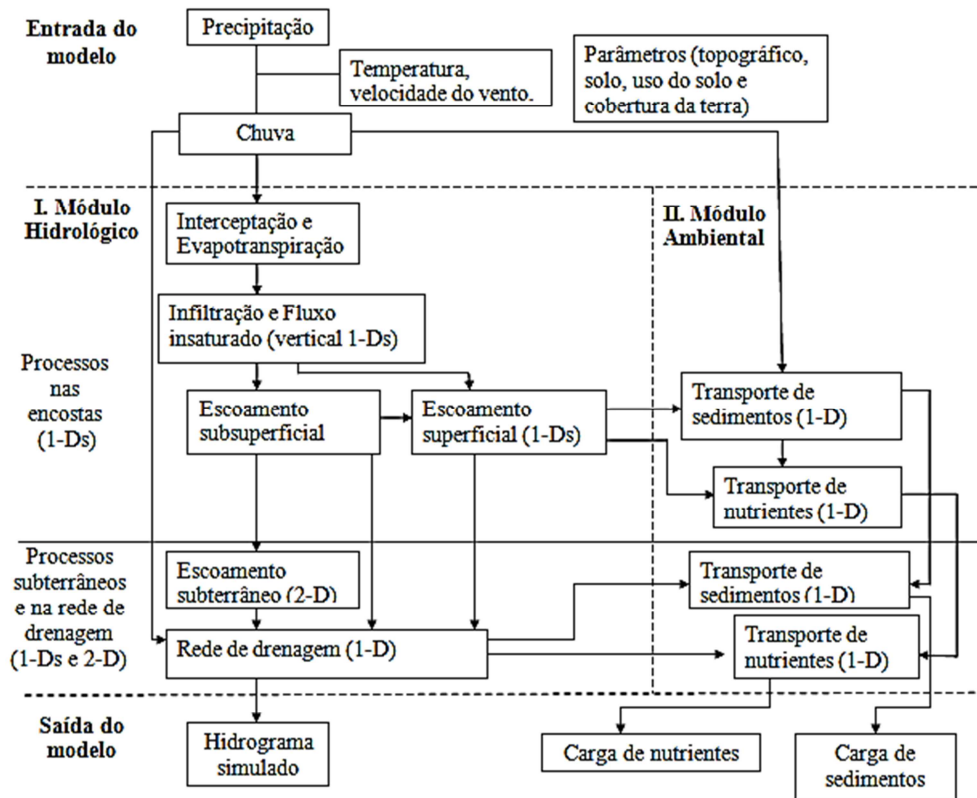 Entrada do
modelo
Precipitação
Temperatura,
velocidade do vento.
Parâmetros (topográfico,
solo, uso do solo e
cobertura da terra)
Chuva
I. Módulo
Hidrológico
Interceptação e
Evapotranspiração
II. Módulo
Ambiental
Infiltração e Fluxo
insaturado (vertical 1-Ds)
Processos
nas
encostas
(1-Ds)
Escoamento
subsuperficial
Escoamento
superficial (1-Ds)
Transporte de
sedimentos (1-D)
Transporte de
nutrientes (1-D)
Processos
subterrâneos
e na rede de
drenagem
(1-Ds e 2-D)
Escoamento
subterrâneo (2-D)
Rede de drenagem (1-D)
Transporte de
sedimentos (1-D)
Transporte de
nutrientes (1-D)
Saída do
modelo
Hidrograma
simulado
Carga de nutrientes
Carga de
sedimentos